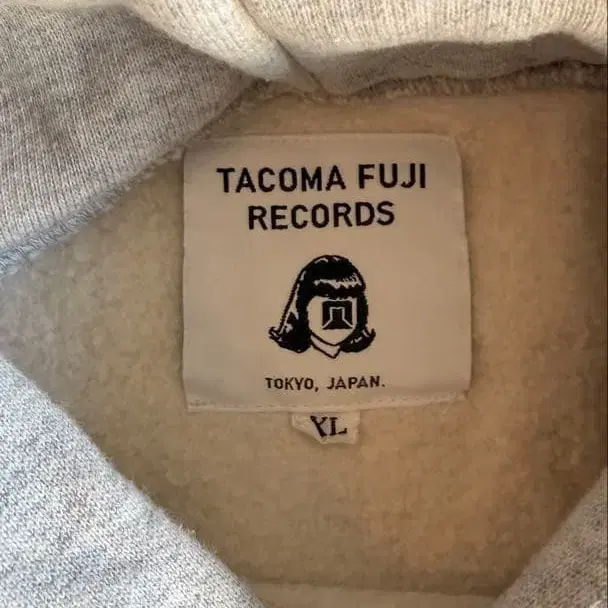 TACOMA FUJI
RECORDS
TOKYO, JAPAN.
XL